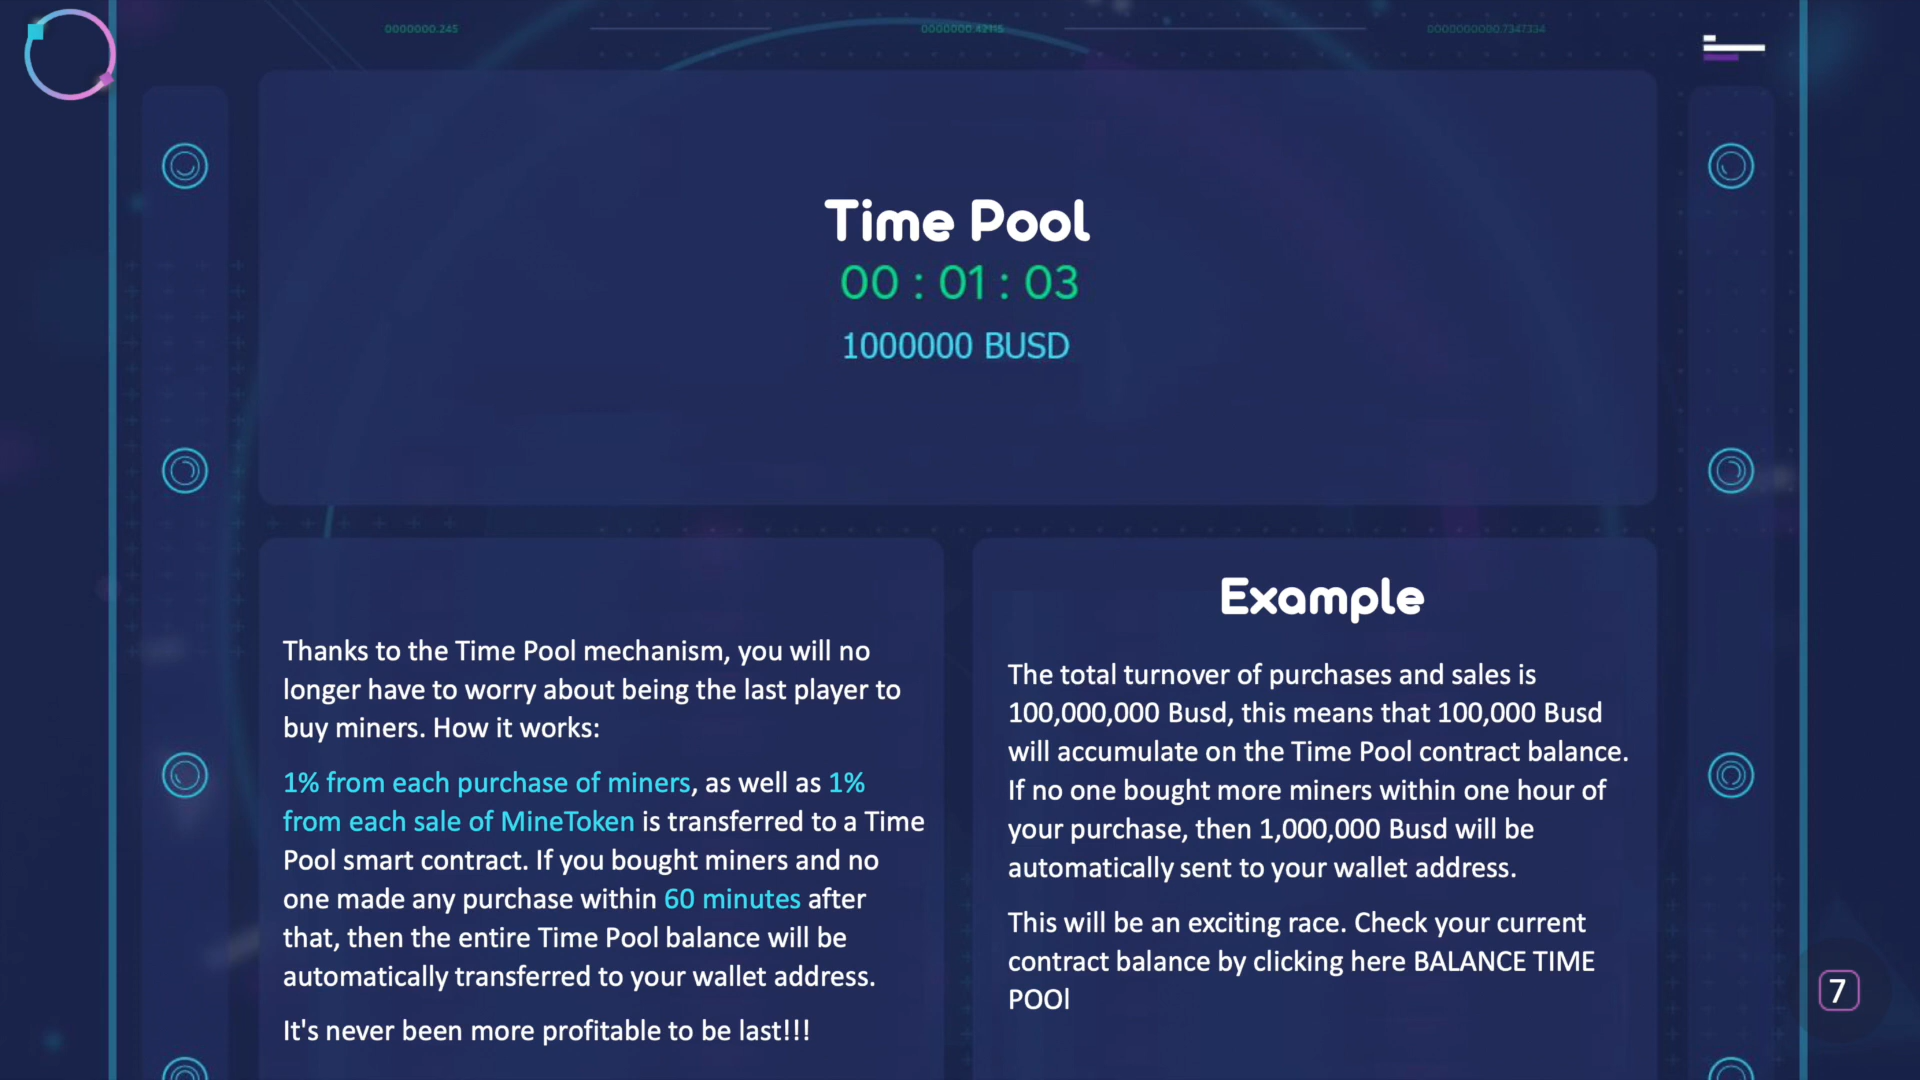 0000000.245
0000000.42115
0000000000.7347334
Time Pool
00 : 01 : 03
1000000 BUSD
Thanks to the Time Pool mechanism, you will no
longer have to worry about being the last player to
buy miners. How it works:
1% from each purchase of miners, as well as 1%
from each sale of MineToken is transferred to a Time
Pool smart contract. If you bought miners and no
one made any purchase within 60 minutes after
that, then the entire Time Pool balance will be
automatically transferred to your wallet address.
It's never been more profitable to be last!!!
Example
The total turnover of purchases and sales is
100,000,000 Busd, this means that 100,000 Busd
will accumulate on the Time Pool contract balance.
If no one bought more miners within one hour of
your purchase, then 1,000,000 Busd will be
automatically sent to your wallet address.
This will be an exciting race. Check your current
contract balance by clicking here BALANCE TIME
POOl
7